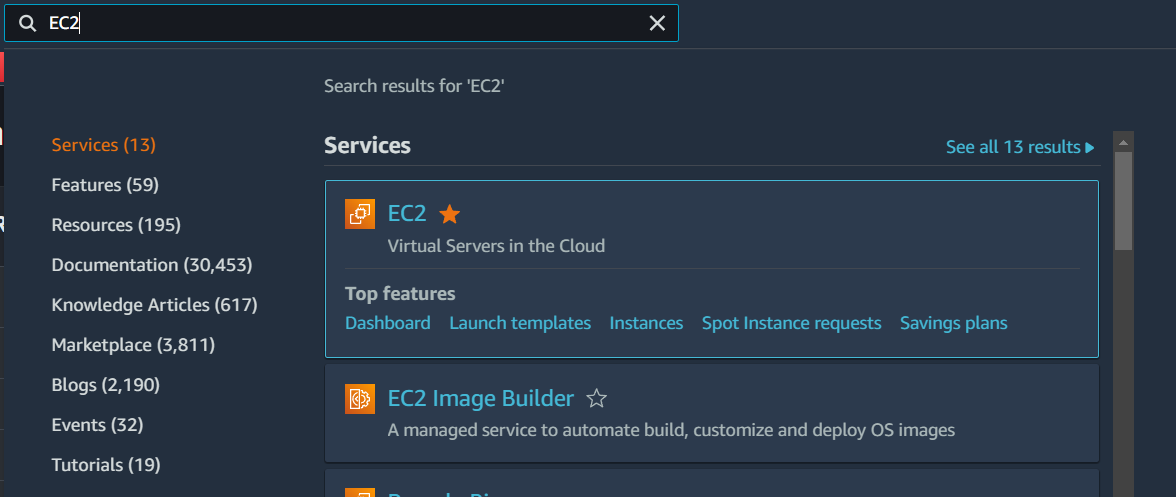 EC2
Search results for 'EC2'
Services (13)
Features (59)
Resources (195)
Documentation (30,453)
Knowledge Articles (617)
Marketplace (3,811)
Blogs (2,190)
Events (32)
Tutorials (19)
Services
See all 13 results
EC2
Virtual Servers in the Cloud
Top features
Dashboard Launch templates Instances Spot Instance requests Savings plans
EC2 Image Builder
A managed service to automate build, customize and deploy OS images